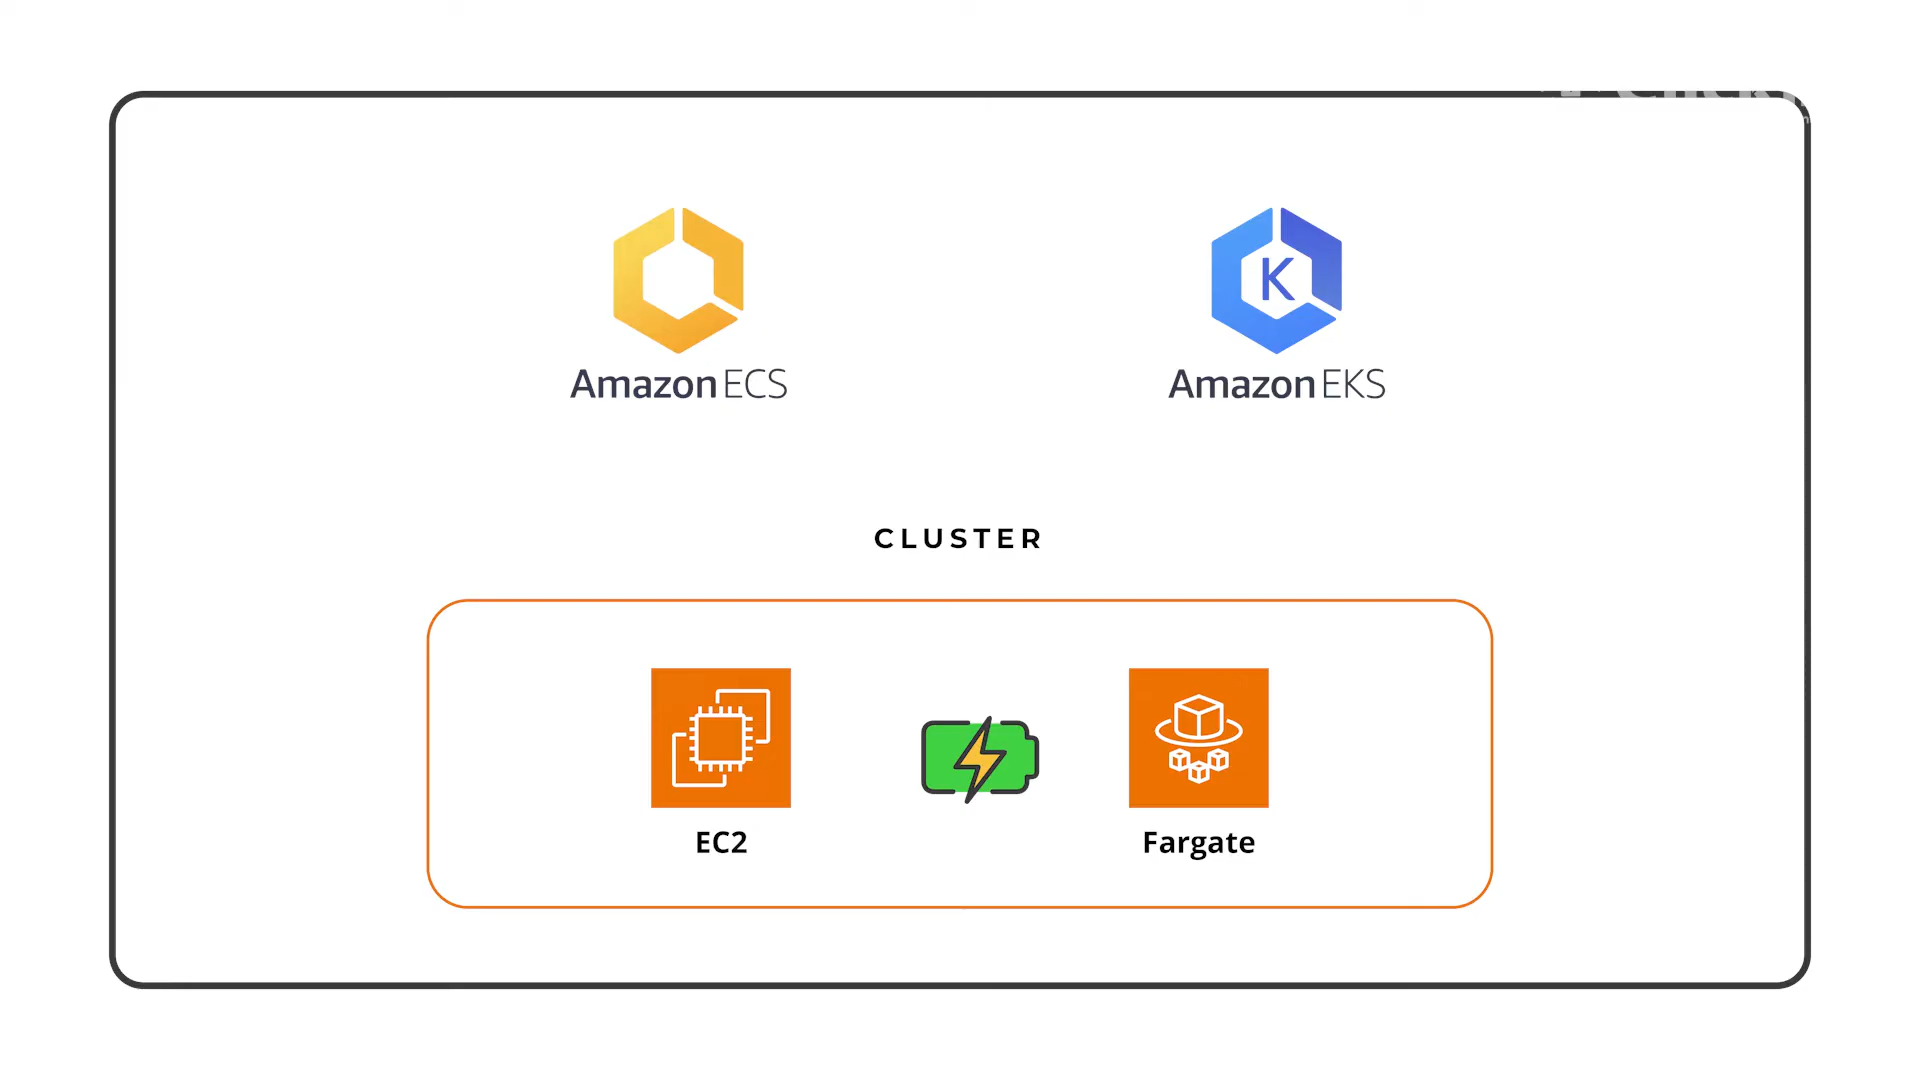 Amazon ECS
Amazon EKS
K
CLUSTER
EC2
Fargate